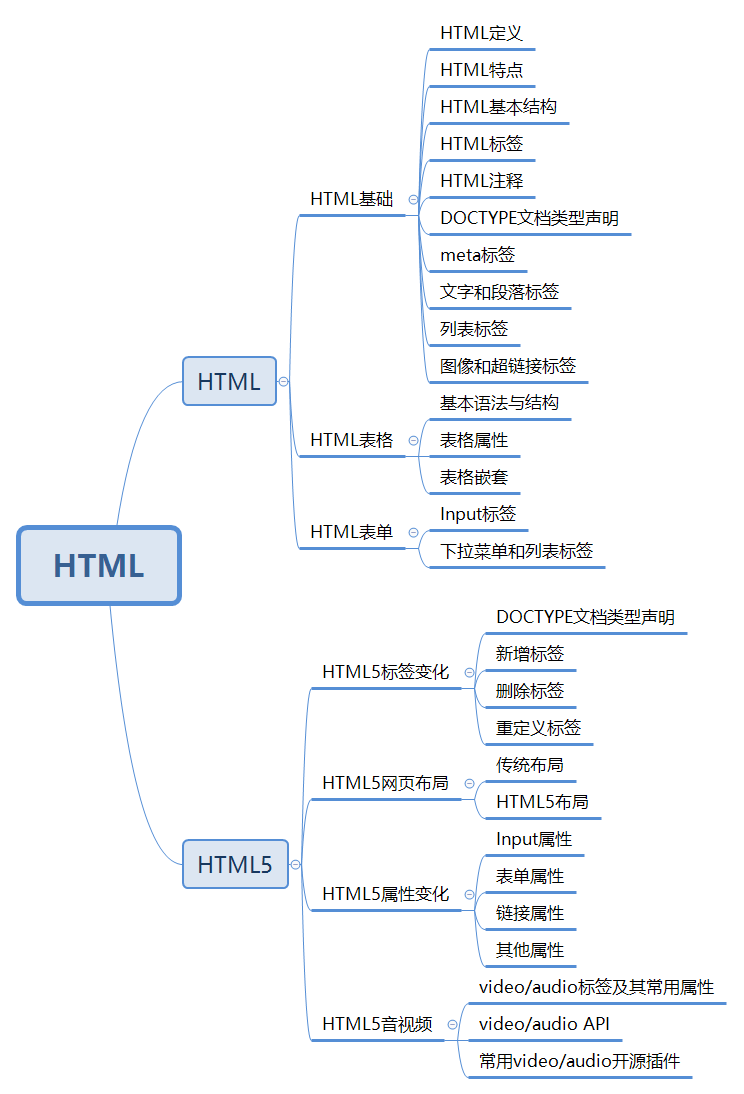 HTML
HTML
HTML基础
HTML定义
HTML特点
HTML基本结构
HTML标签
HTML注释
DOCTYPE文档类型声明
meta标签
文字和段落标签
列表标签
图像和超链接标签
HTML表格
基本语法与结构
表格属性
表格嵌套
HTML表单
Input标签
下拉菜单和列表标签
HTML5
HTML5标签变化
DOCTYPE文档类型声明
新增标签
删除标签
重定义标签
HTML5网页布局
传统布局
HTML5布局
HTML5属性变化
Input属性
表单属性
链接属性
其他属性
HTML5音视频
video/audio标签及其常用属性
video/audio API
常用video/audio开源插件